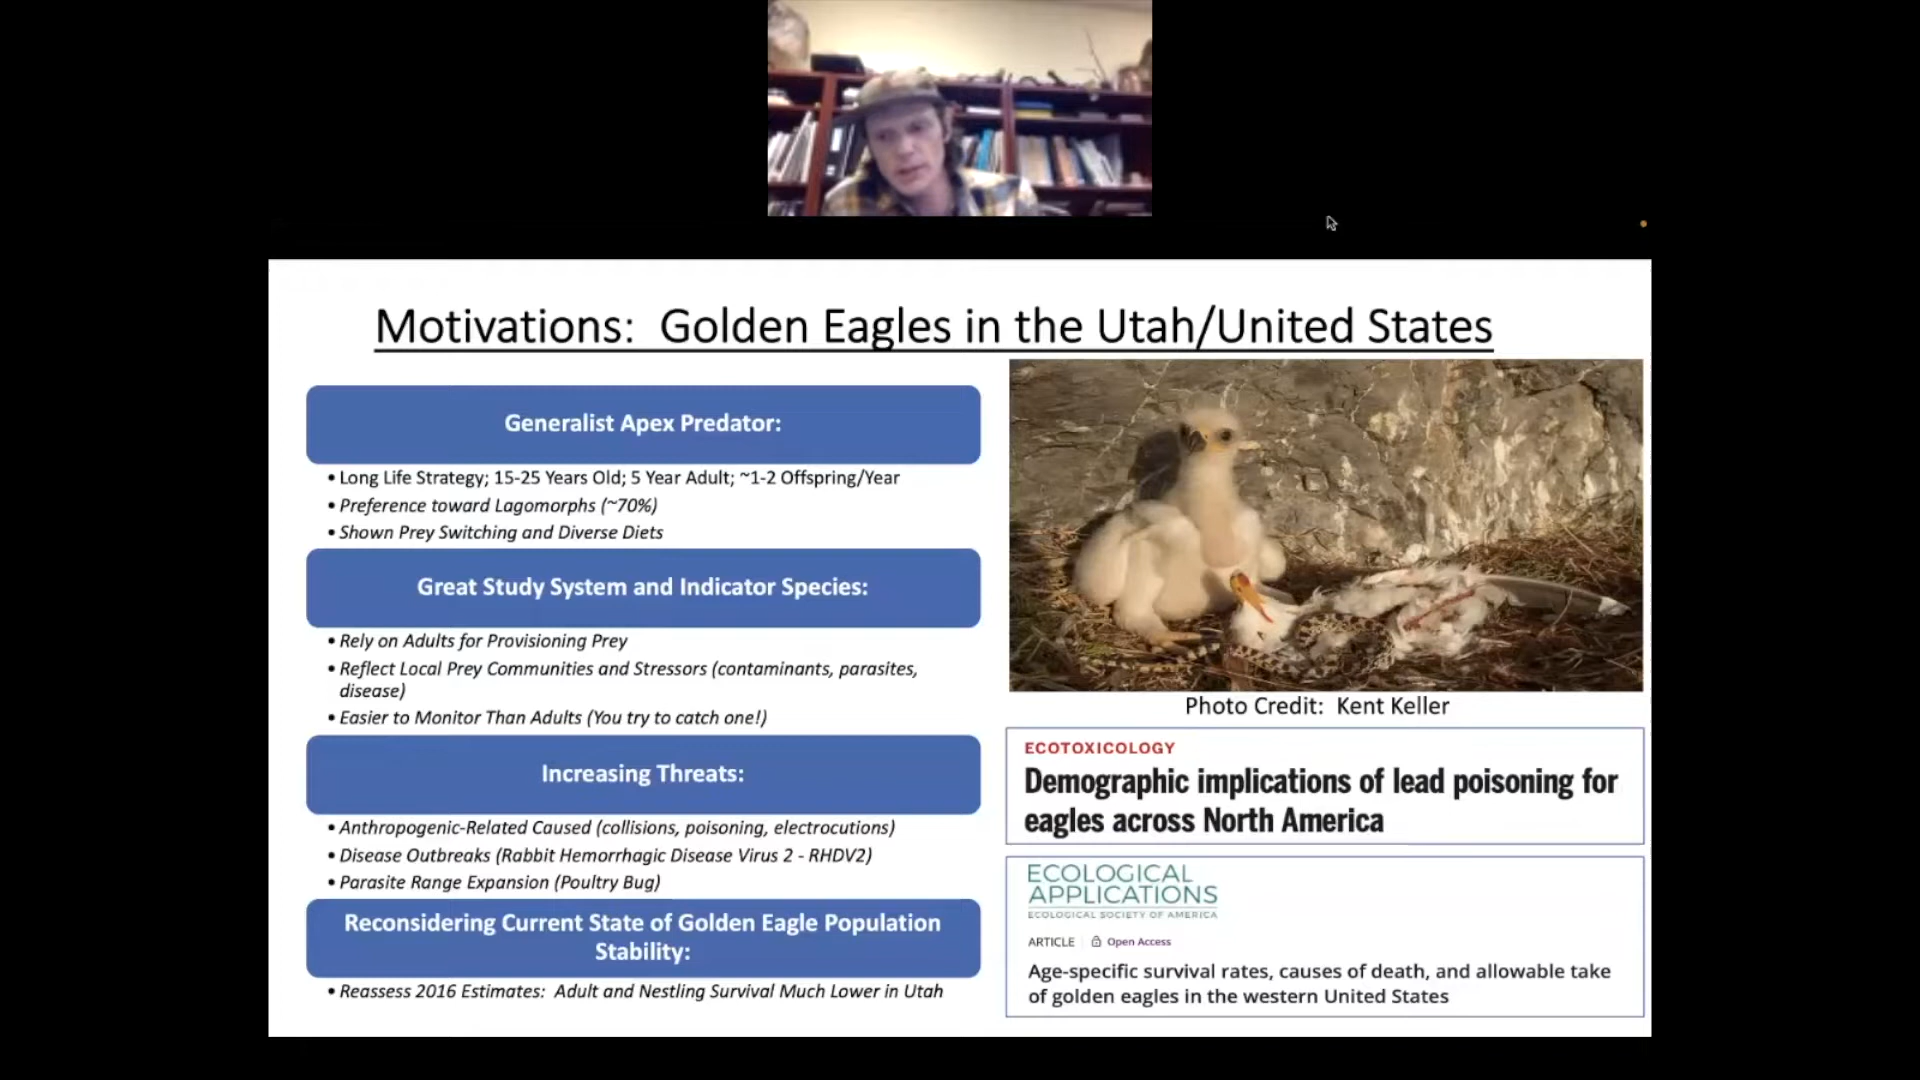 Motivations:  Golden Eagles in the Utah/United States
Generalist Apex Predator:
• Long Life Strategy; 15-25 Years Old; 5 Year Adult; ~1-2 Offspring/Year
• Preference toward Lagomorphs (~70%)
• Shown Prey Switching and Diverse Diets
Great Study System and Indicator Species:
• Rely on Adults for Provisioning Prey
• Reflect Local Prey Communities and Stressors (contaminants, parasites,
disease)
• Easier to Monitor Than Adults (You try to catch one!)
Increasing Threats:
• Anthropogenic-Related Caused (collisions, poisoning, electrocutions)
• Disease Outbreaks (Rabbit Hemorrhagic Disease Virus 2 - RHDV2)
• Parasite Range Expansion (Poultry Bug)
Reconsidering Current State of Golden Eagle Population
Stability:
• Reassess 2016 Estimates:  Adult and Nestling Survival Much Lower in Utah
Photo Credit:  Kent Keller
ECOTOXICOLOGY
Demographic implications of lead poisoning for
eagles across North America
ECOLOGICAL
APPLICATIONS
ECOLOGICAL SOCIETY OF AMERICA
ARTICLE Open Access
Age-specific survival rates, causes of death, and allowable take
of golden eagles in the western United States